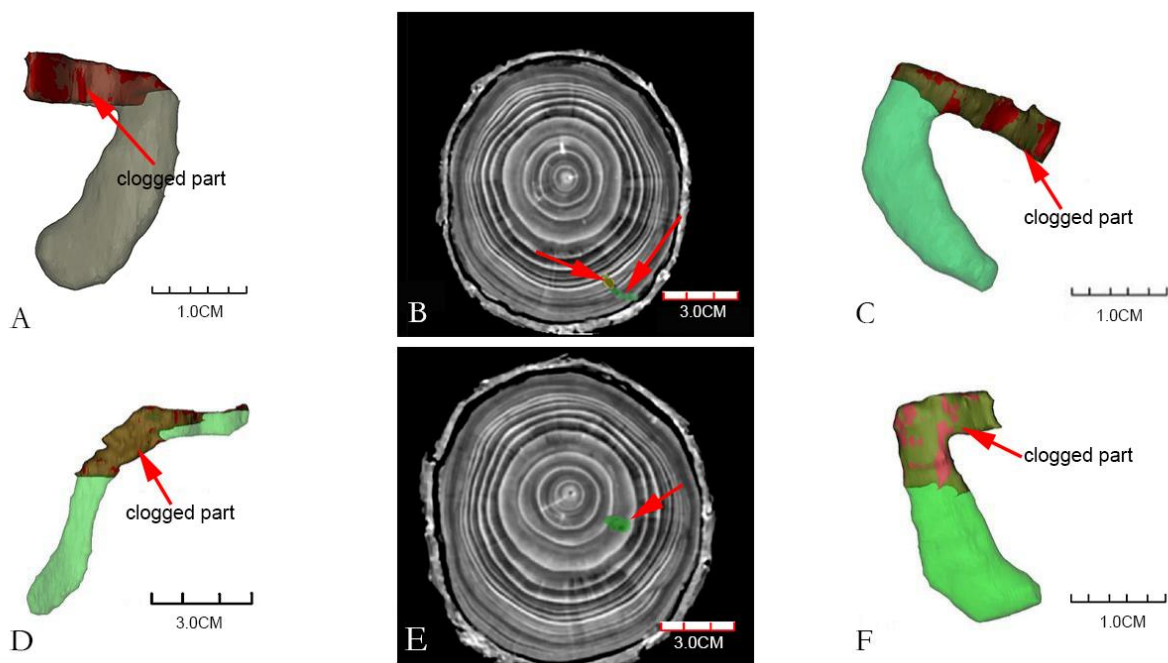 clogged part
1.0CM
A
3.0CM
B
clogged part
1.0CM
C
clogged part
3.0CM
D
3.0CM
E
clogged part
1.0CM
F